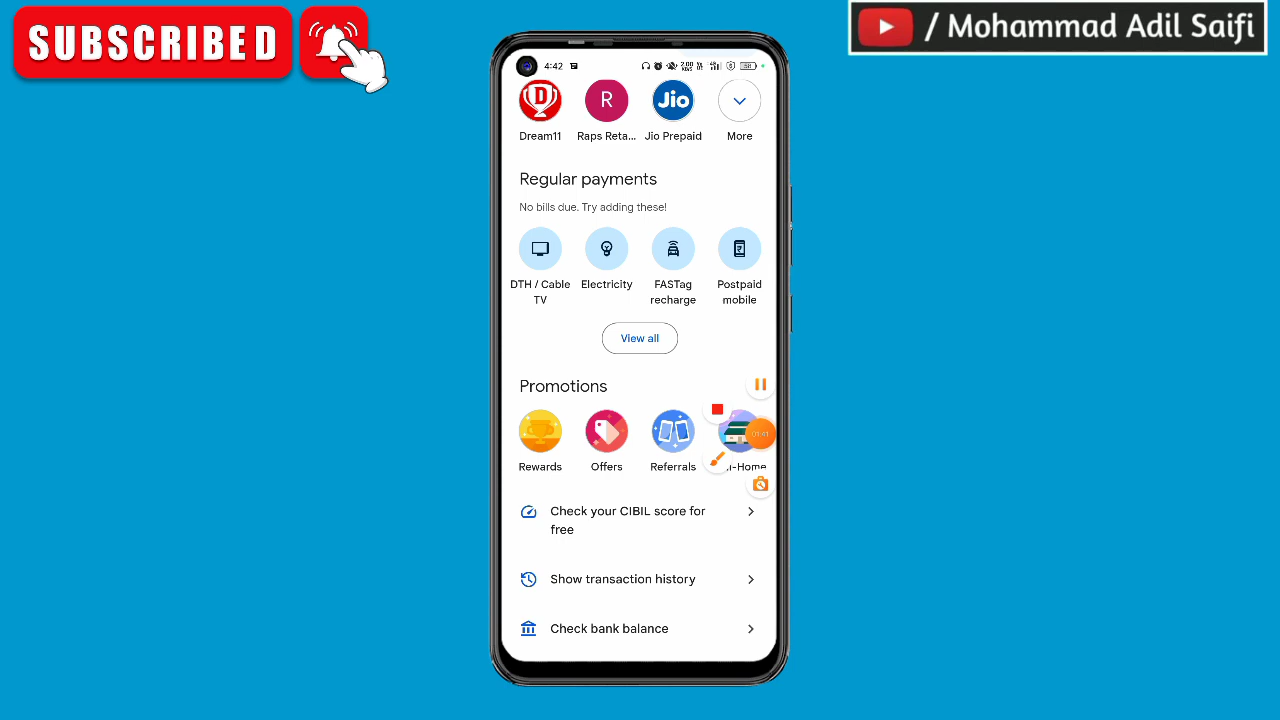 SUBSCRIBED
/ Mohammad Adil Saifi
4:42
D
R
Jio
Dream11
Raps Reta...
Jio Prepaid
More
Regular payments
No bills due. Try adding these!
DTH / Cable TV
Electricity
FASTag recharge
Postpaid mobile
View all
Promotions
Rewards
Offers
Referrals
-Home
Check your CIBIL score for
free
Show transaction history
Check bank balance